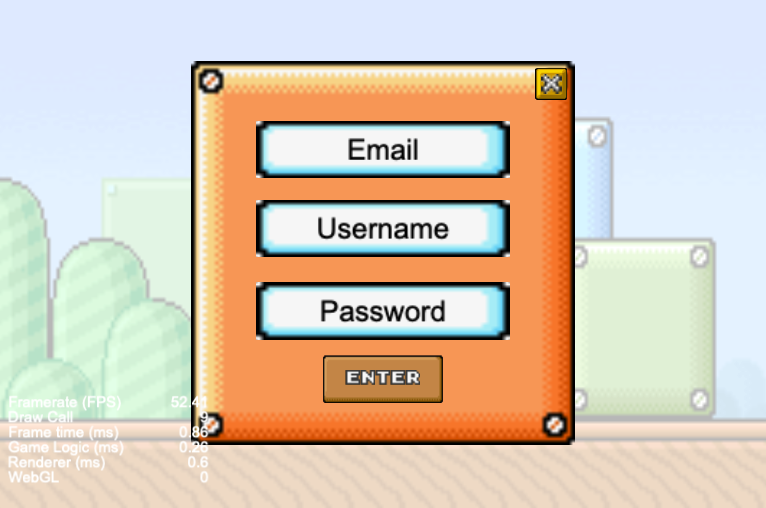 Email
Username
Password
ENTER
Framerate (FPS) 52.41
Draw Call 9
Frame time (ms) 0.86
Game Logic (ms) 0.26
Renderer (ms) 0.6
WebGL 0